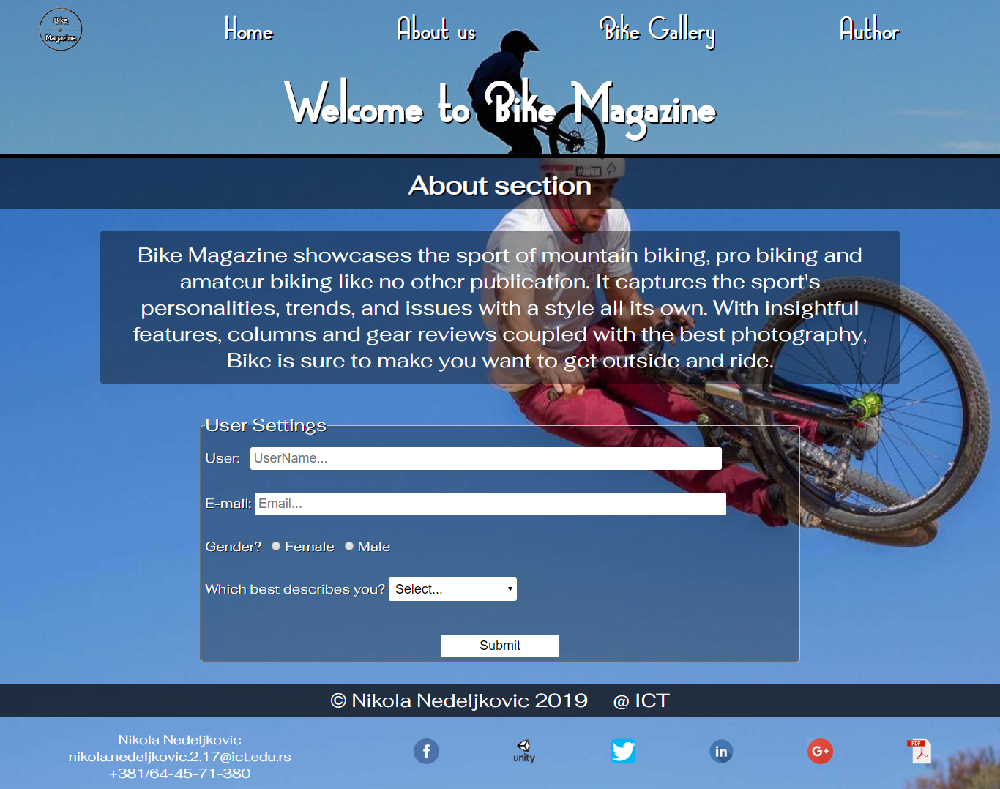 Bike
Magazine
Home
About us
Bike Gallery
Author
Welcome to Bike Magazine
About section
Bike Magazine showcases the sport of mountain biking, pro biking and
amateur biking like no other publication. It captures the sport's
personalities, trends, and issues with a style all its own. With insightful
features, columns and gear reviews coupled with the best photography,
Bike is sure to make you want to get outside and ride.
User Settings
User: UserName...
E-mail: Email...
Gender? Female Male
Which best describes you? Select...
Submit
© Nikola Nedeljkovic 2019 @ ICT
Nikola Nedeljkovic
nikola.nedeljkovic.2.17@ict.edu.rs
+381/64-45-71-380
f
unity
in
G+
PDF